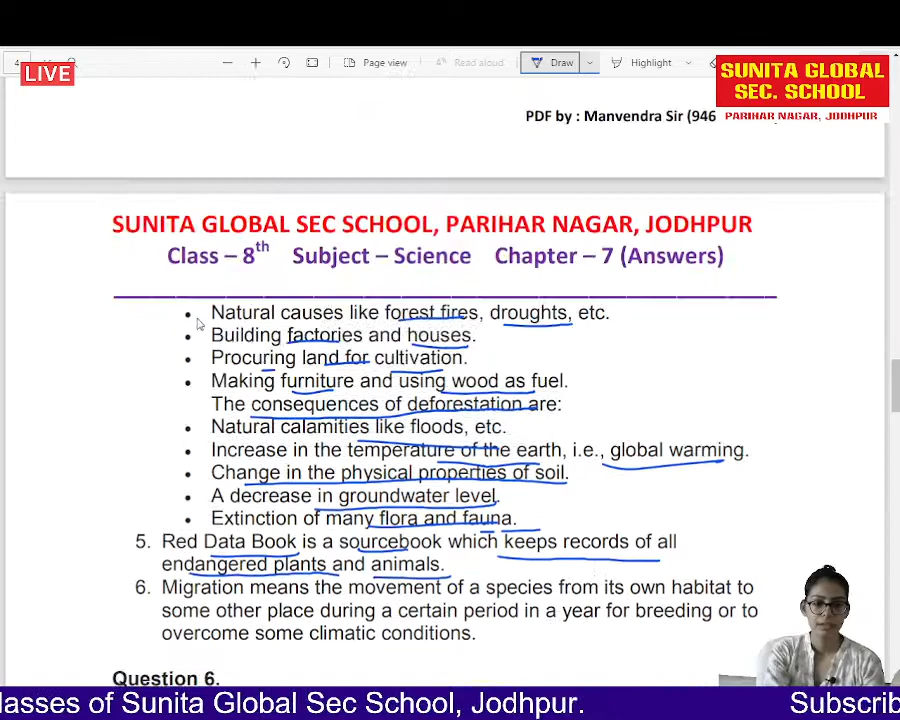 4
Page view
Read aloud
Draw
Highlight
LIVE
SUNITA GLOBAL
SEC. SCHOOL
PARIHAR NAGAR, JODHPUR
PDF by : Manvendra Sir (946
SUNITA GLOBAL SEC SCHOOL, PARIHAR NAGAR, JODHPUR
Class – 8th Subject – Science Chapter – 7 (Answers)
• Natural causes like forest fires, droughts, etc.
• Building factories and houses.
• Procuring land for cultivation.
• Making furniture and using wood as fuel.
The consequences of deforestation are:
• Natural calamities like floods, etc.
• Increase in the temperature of the earth, i.e., global warming.
• Change in the physical properties of soil.
• A decrease in groundwater level.
• Extinction of many flora and fauna.
5. Red Data Book is a sourcebook which keeps records of all
endangered plants and animals.
6. Migration means the movement of a species from its own habitat to
some other place during a certain period in a year for breeding or to
overcome some climatic conditions.
Question 6.
lasses of Sunita Global Sec School, Jodhpur.
Subscrib